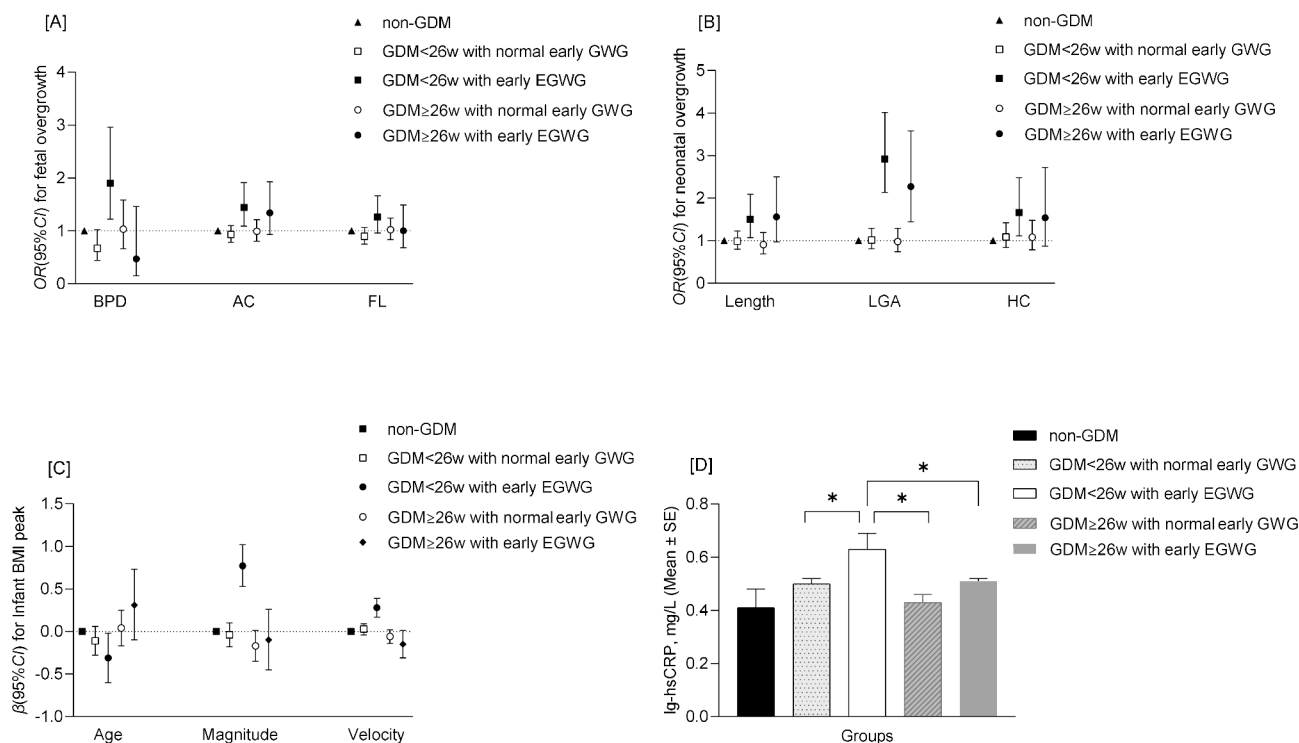 [A]
non-GDM
GDM<26w with normal early GWG
GDM<26w with early EGWG
GDM≥26w with normal early GWG
GDM≥26w with early EGWG
OR(95%CI) for fetal overgrowth
4
3
2
1
0
BPD AC FL
[B]
non-GDM
GDM<26w with normal early GWG
GDM<26w with early EGWG
GDM≥26w with normal early GWG
GDM≥26w with early EGWG
OR(95%CI) for neonatal overgrowth
5
4
3
2
1
0
Length LGA HC
[C]
non-GDM
GDM<26w with normal early GWG
GDM<26w with early EGWG
GDM≥26w with normal early GWG
GDM≥26w with early EGWG
β(95%CI) for Infant BMI peak
1.5
1.0
0.5
0.0
-0.5
-1.0
Age Magnitude Velocity
[D]
non-GDM
GDM<26w with normal early GWG
GDM<26w with early EGWG
GDM≥26w with normal early GWG
GDM≥26w with early EGWG
lg-hsCRP, mg/L (Mean ± SE)
0.8
0.6
0.4
0.2
0.0
*
* *
Groups